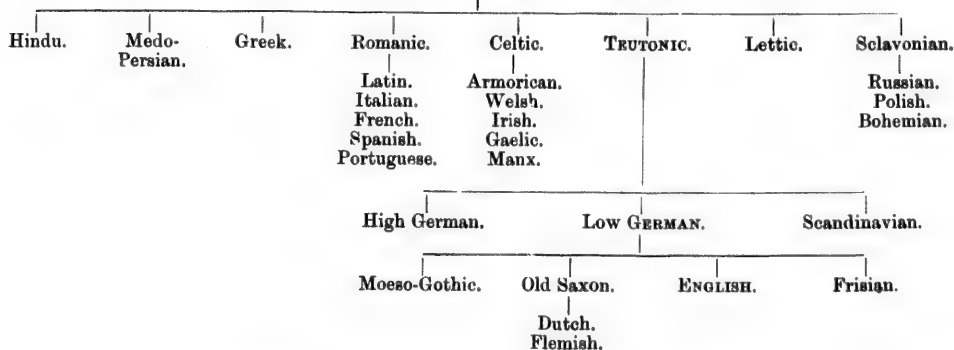 Hindu. Medo- Greek. Romanic. Celtic. TEUTONIC. Lettic. Sclavonian.
Persian.
Latin. Armorican. Russian.
Italian. Welsh. Polish.
French. Irish. Bohemian.
Spanish. Gaelic.
Portuguese. Manx.
High German. Low GERMAN. Scandinavian.
Moeso-Gothic. Old Saxon. ENGLISH. Frisian.
Dutch.
Flemish.